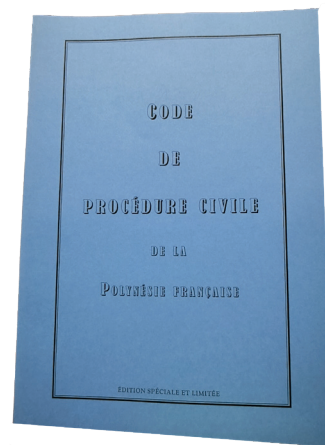 CODE
DE
PROCÉDURE CIVILE
DE LA
POLYNÉSIE FRANÇAISE
ÉDITION SPÉCIALE ET LIMITÉE